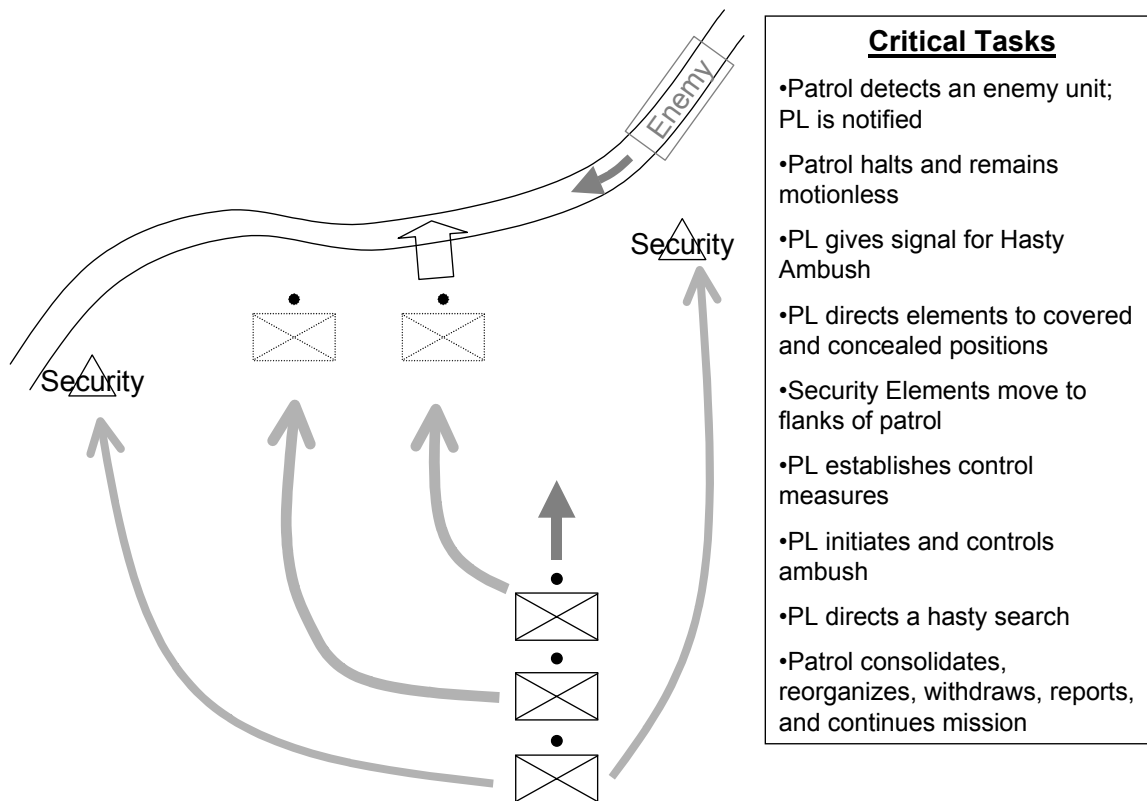 Enemy
Security
Security
Critical Tasks
•Patrol detects an enemy unit;
PL is notified
•Patrol halts and remains
motionless
•PL gives signal for Hasty
Ambush
•PL directs elements to covered
and concealed positions
•Security Elements move to
flanks of patrol
•PL establishes control
measures
•PL initiates and controls
ambush
•PL directs a hasty search
•Patrol consolidates,
reorganizes, withdraws, reports,
and continues mission